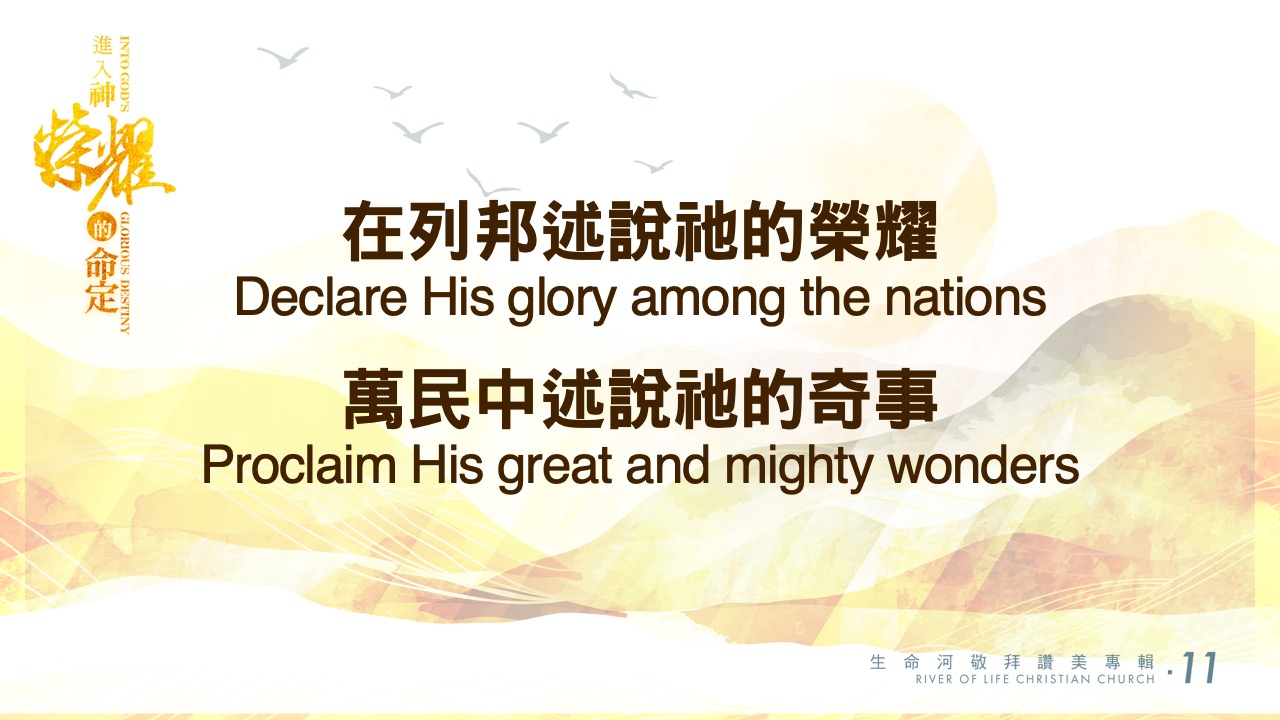 進入神
榮耀
的
命定
INTO GOD'S
GLORIOUS DESTINY
在列邦述說祂的榮耀
Declare His glory among the nations
萬民中述說祂的奇事
Proclaim His great and mighty wonders
生命河敬拜讚美專輯 ·11
RIVER OF LIFE CHRISTIAN CHURCH